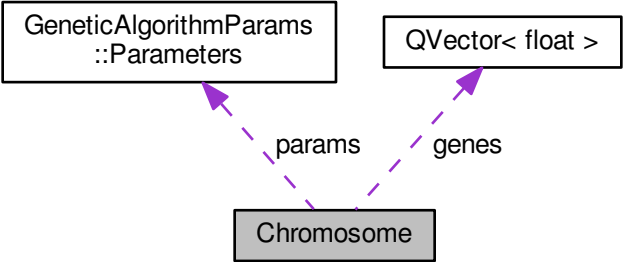 GeneticAlgorithmParams
::Parameters
QVector< float >
params
genes
Chromosome